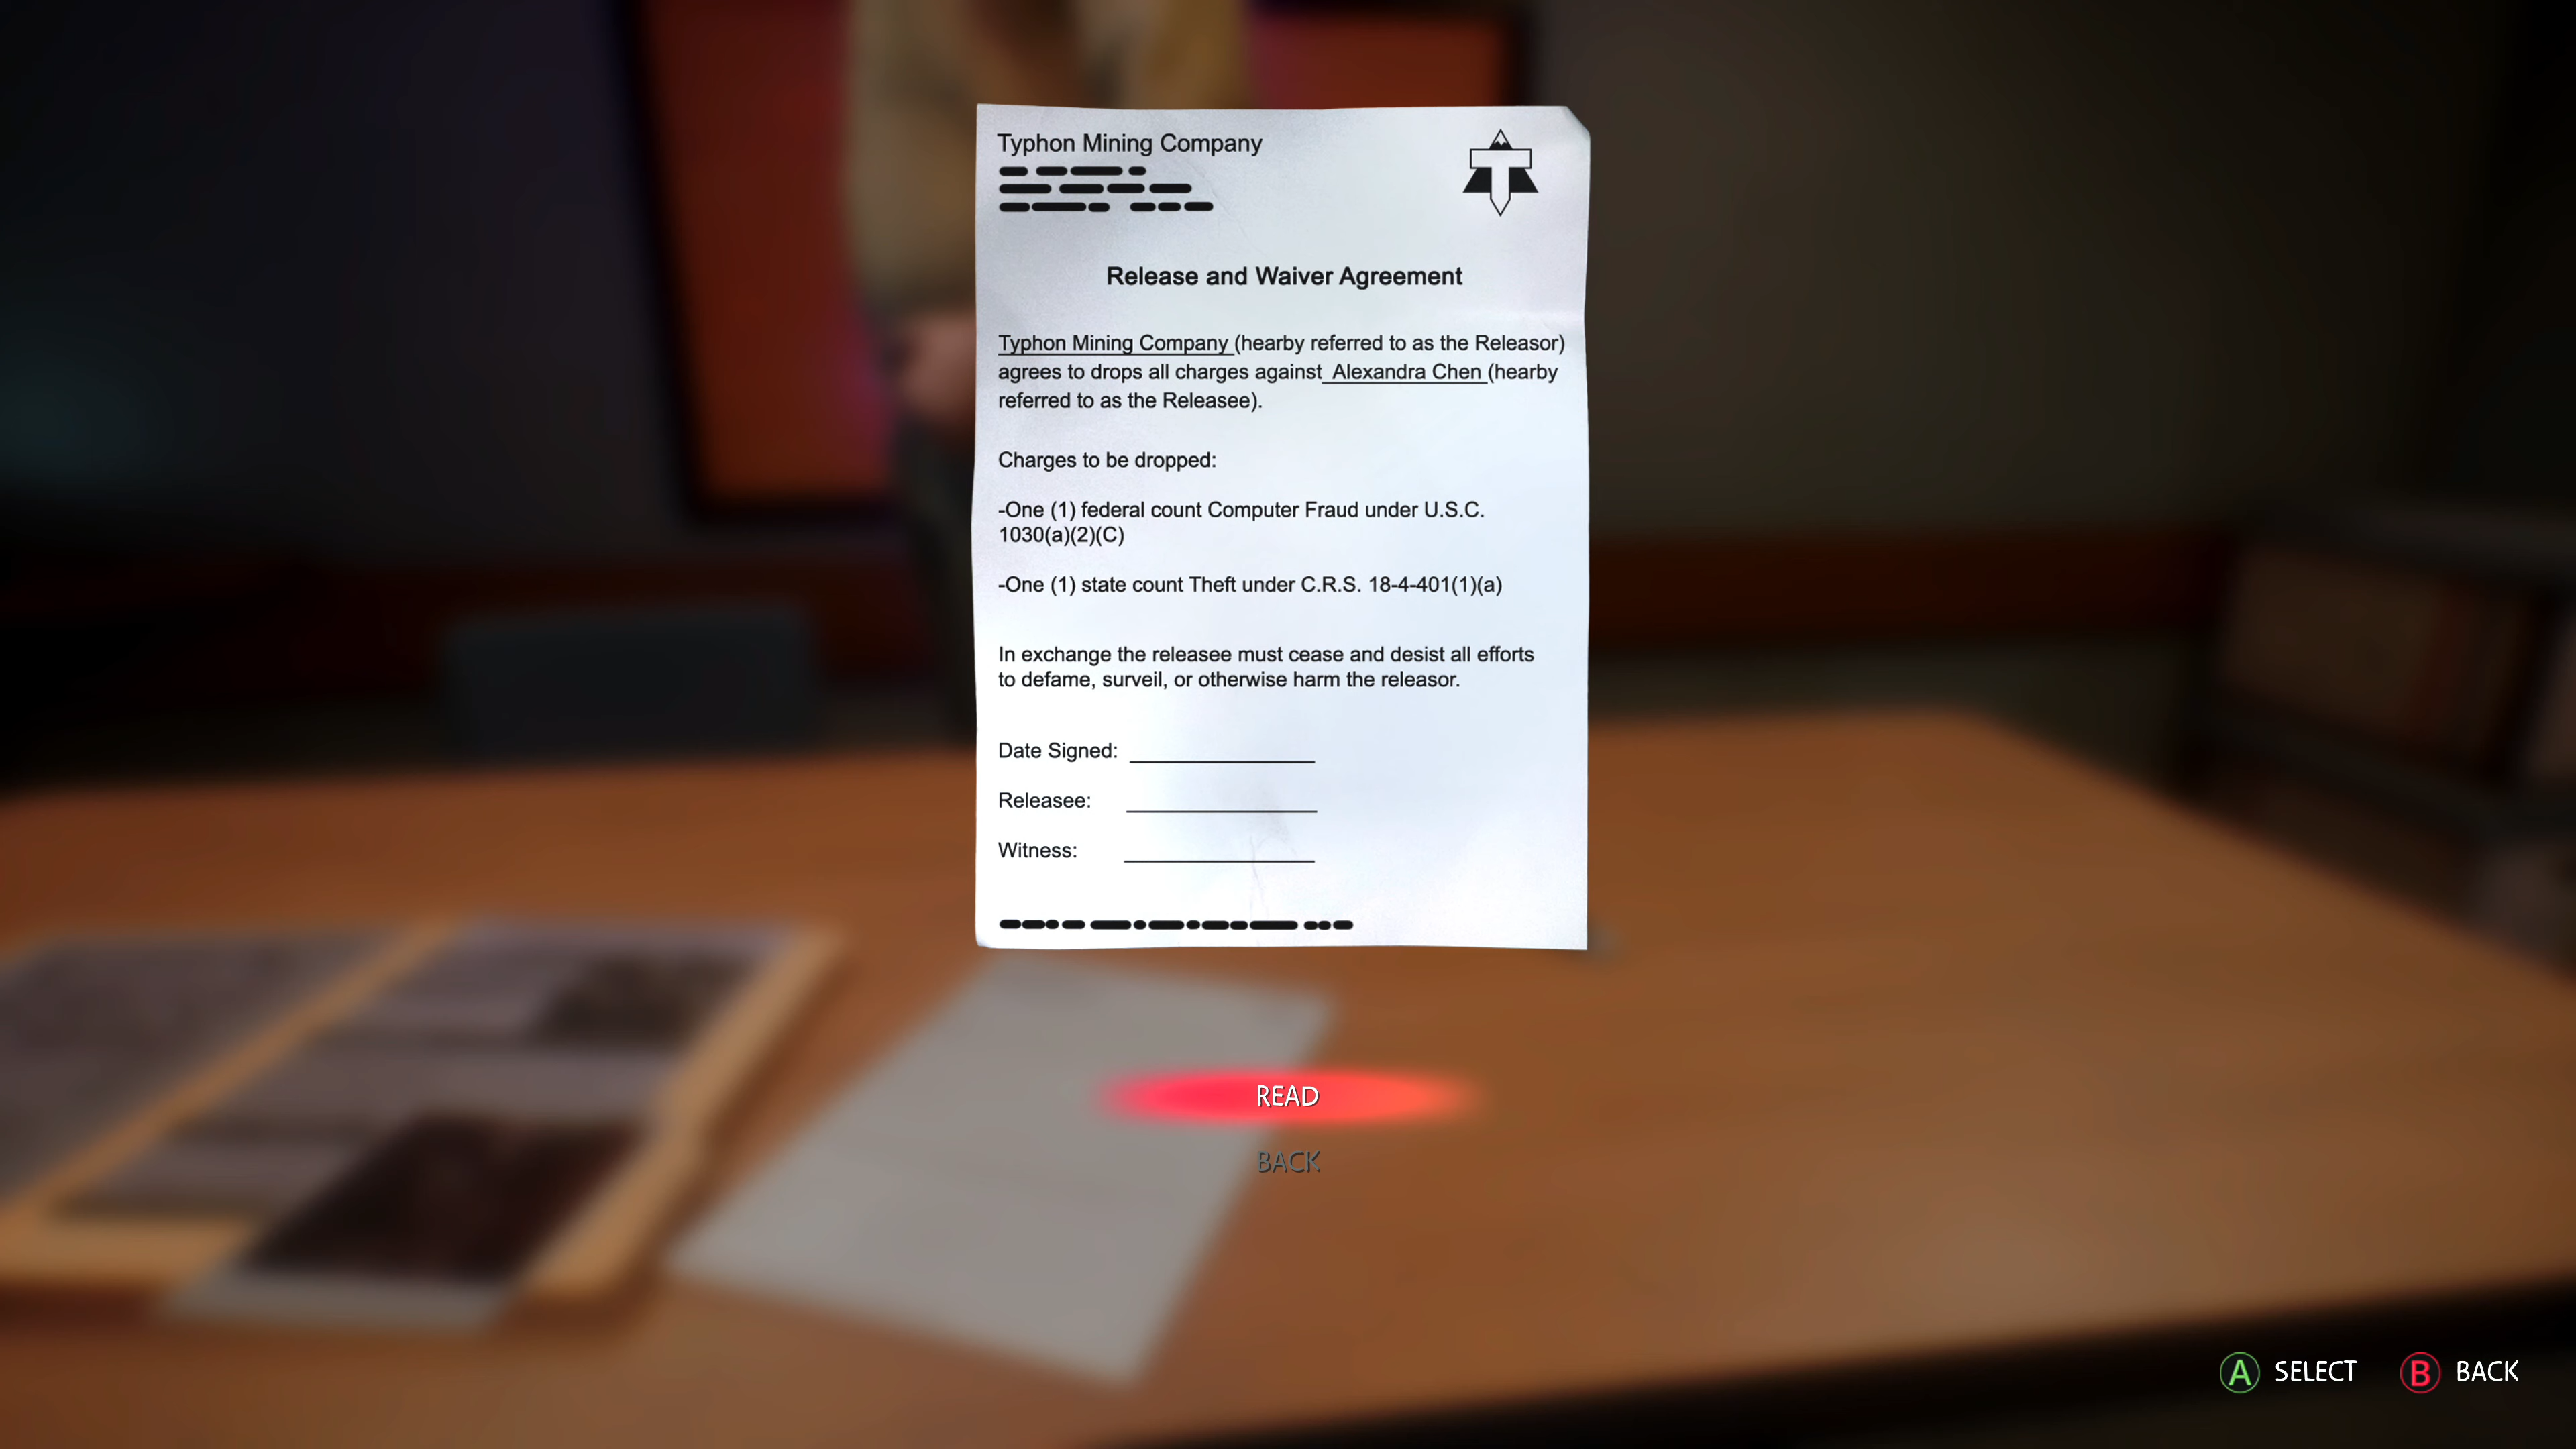 Typhon Mining Company
Release and Waiver Agreement
Typhon Mining Company (hearby referred to as the Releasor)
agrees to drops all charges against Alexandra Chen (hearby
referred to as the Releasee).
Charges to be dropped:
-One (1) federal count Computer Fraud under U.S.C.
1030(a)(2)(C)
-One (1) state count Theft under C.R.S. 18-4-401(1)(a)
In exchange the releasee must cease and desist all efforts
to defame, surveil, or otherwise harm the releasor.
Date Signed:
Releasee:
Witness:
READ
BACK
A SELECT B BACK